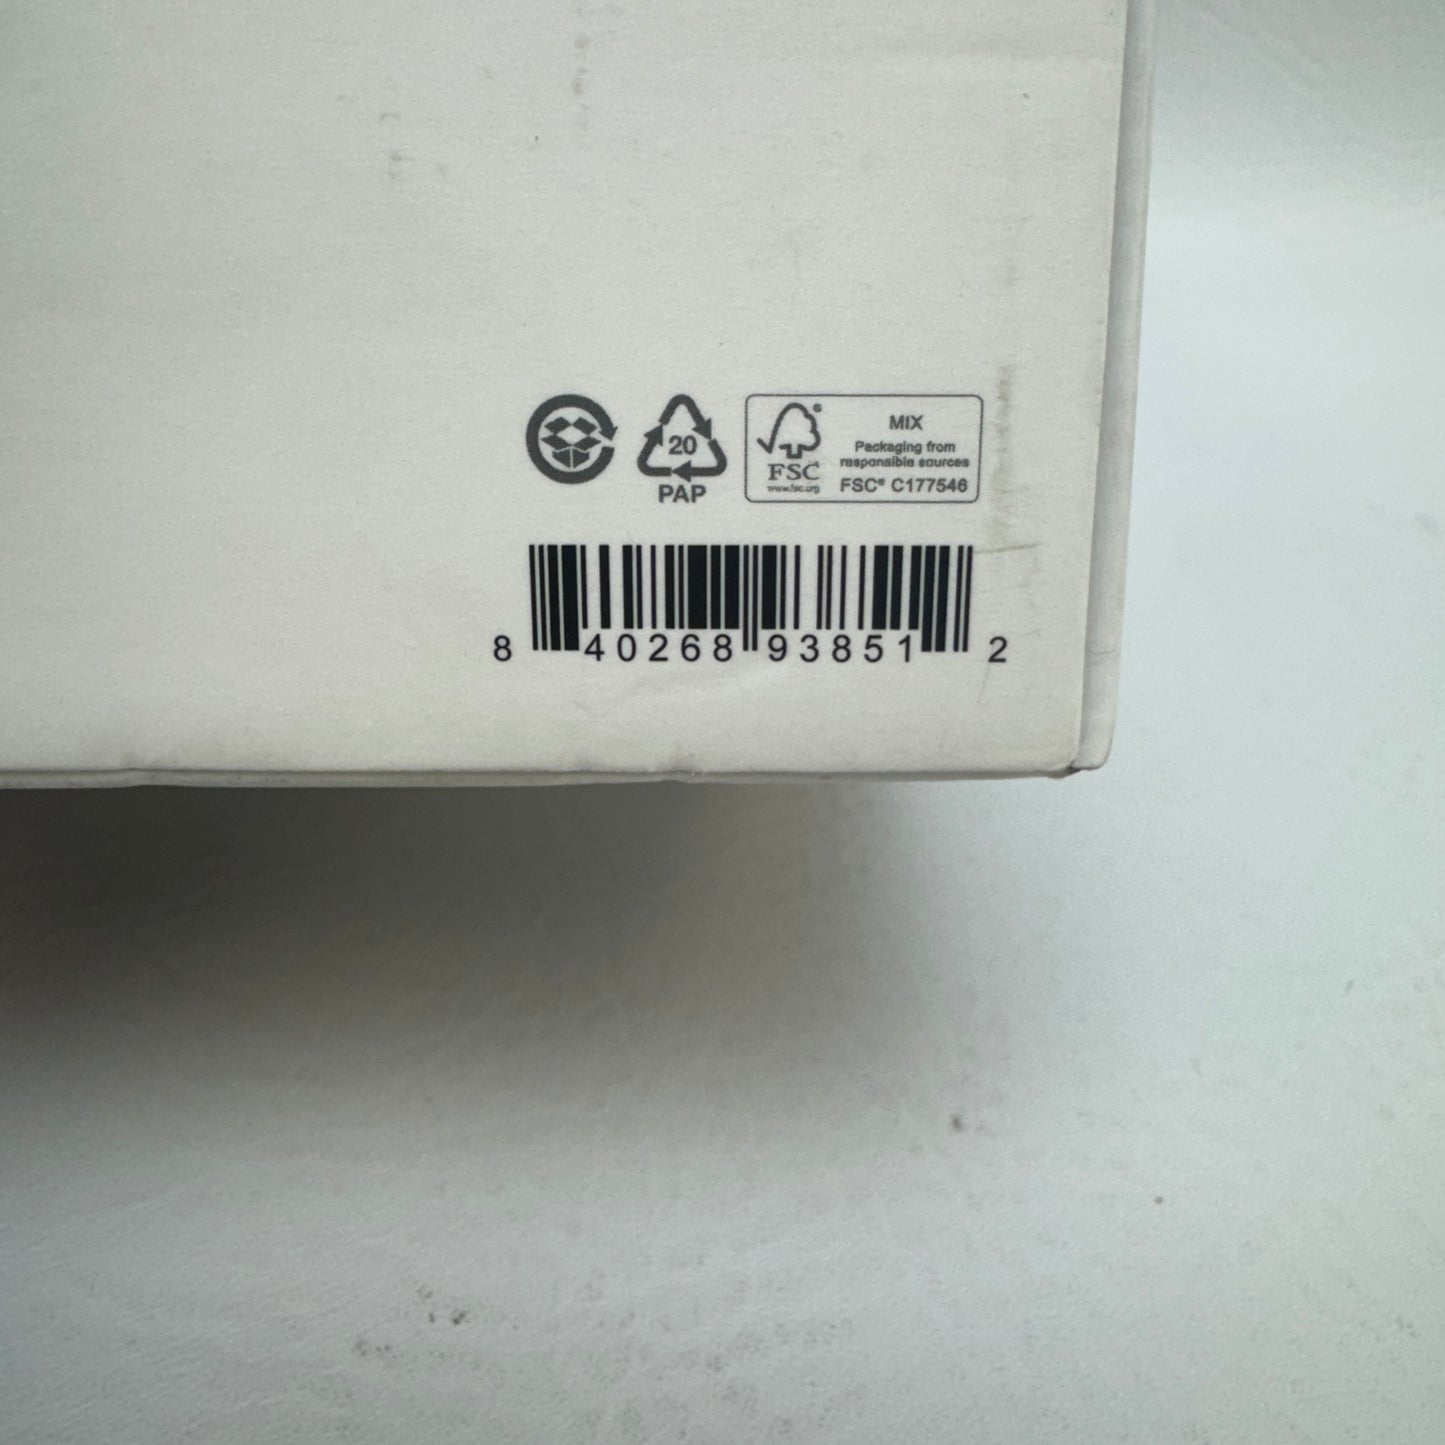 20
PAP
FSC
www.fsc.org
MIX
Packaging from
responsible sources
FSC® C177546
8 40268 93851 2